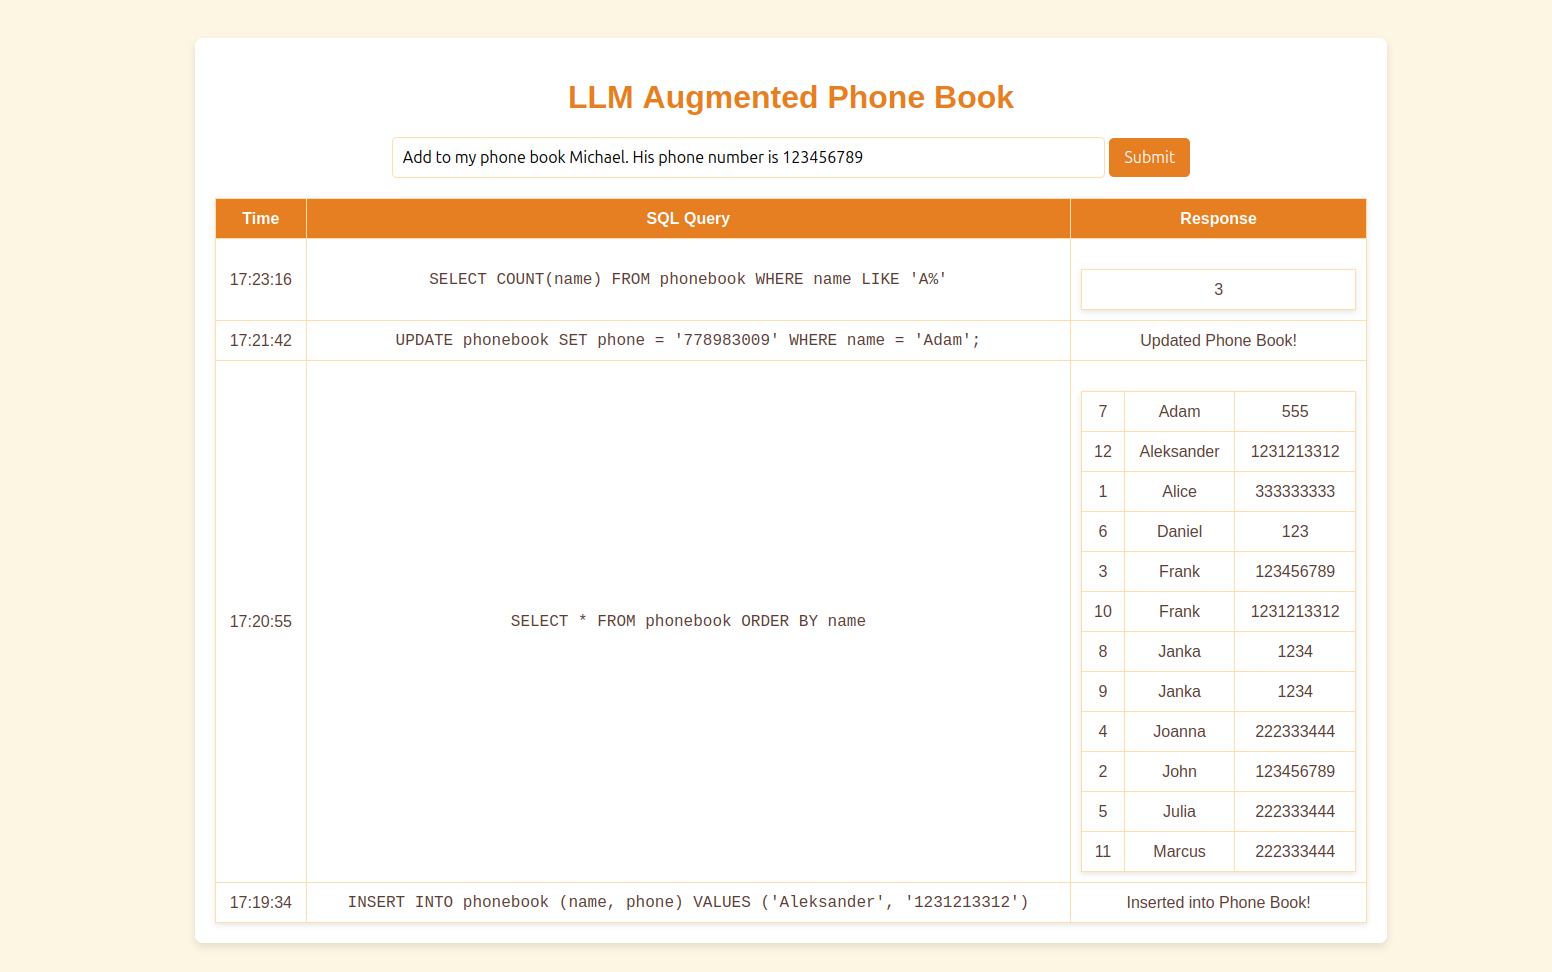 LLM Augmented Phone Book
Add to my phone book Michael. His phone number is 123456789 Submit
Time SQL Query Response
17:23:16 SELECT COUNT(name) FROM phonebook WHERE name LIKE 'A%' 3
17:21:42 UPDATE phonebook SET phone = '778983009' WHERE name = 'Adam'; Updated Phone Book!
17:20:55 SELECT * FROM phonebook ORDER BY name
7 Adam 555
12 Aleksander 1231213312
1 Alice 333333333
6 Daniel 123
3 Frank 123456789
10 Frank 1231213312
8 Janka 1234
9 Janka 1234
4 Joanna 222333444
2 John 123456789
5 Julia 222333444
11 Marcus 222333444
17:19:34 INSERT INTO phonebook (name, phone) VALUES ('Aleksander', '1231213312') Inserted into Phone Book!